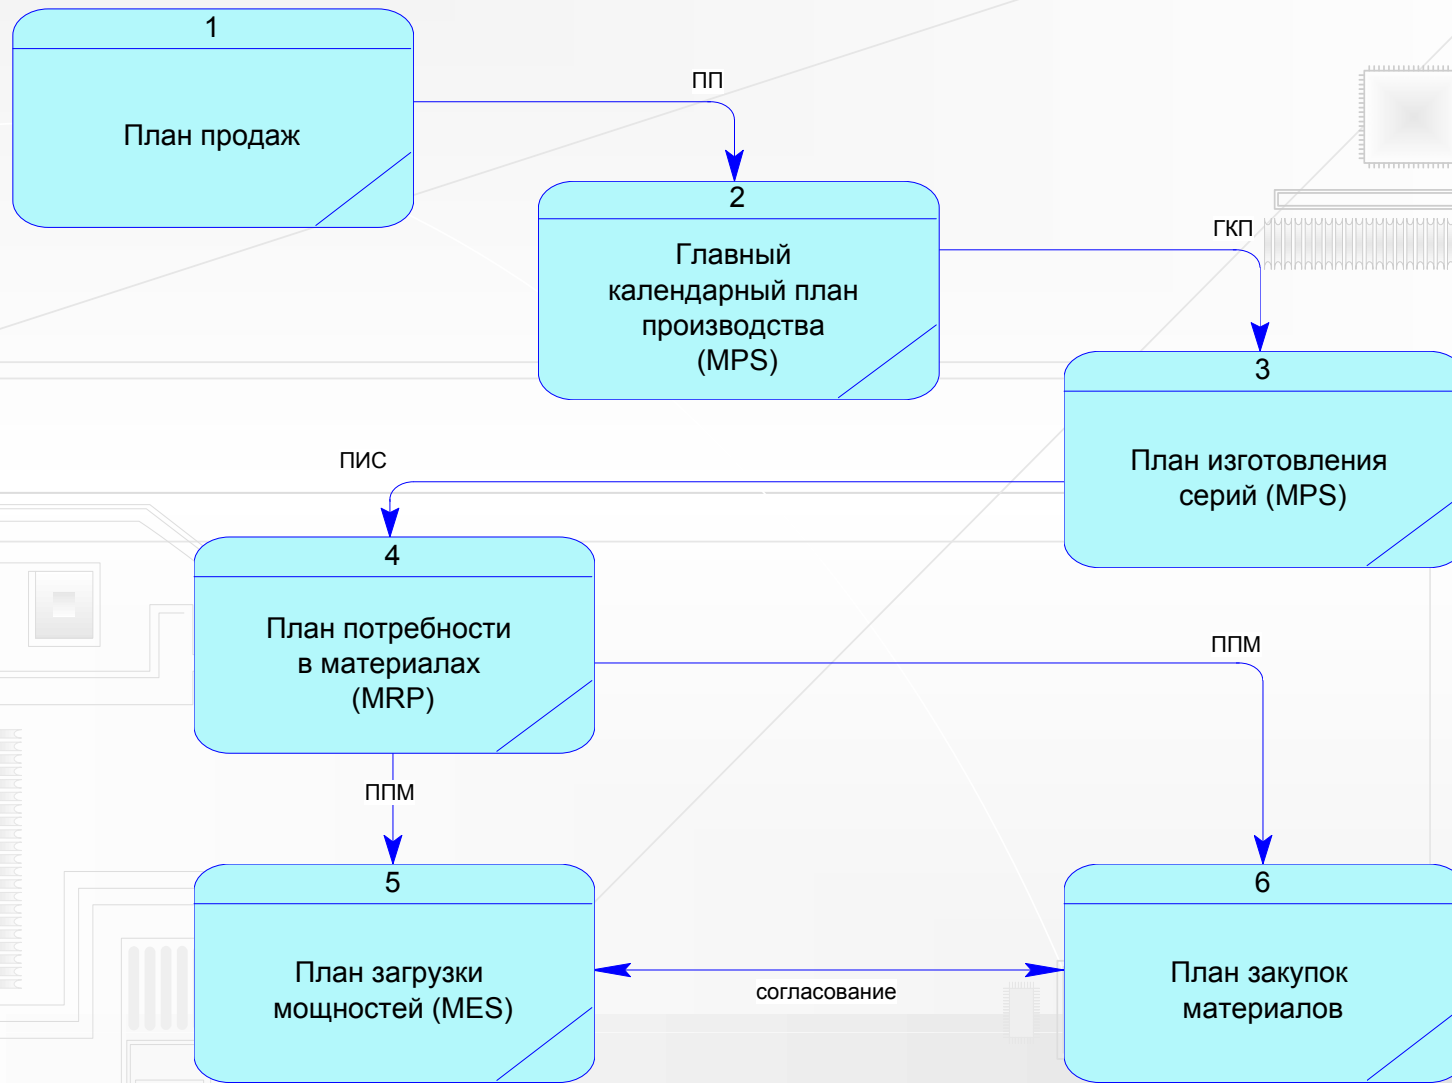 1
План продаж
ПП
2
Главный
календарный план
производства
(MPS)
ГКП
3
План изготовления
серий (MPS)
ПИС
4
План потребности
в материалах
(MRP)
ППМ
ППМ
5
План загрузки
мощностей (MES)
согласование
6
План закупок
материалов